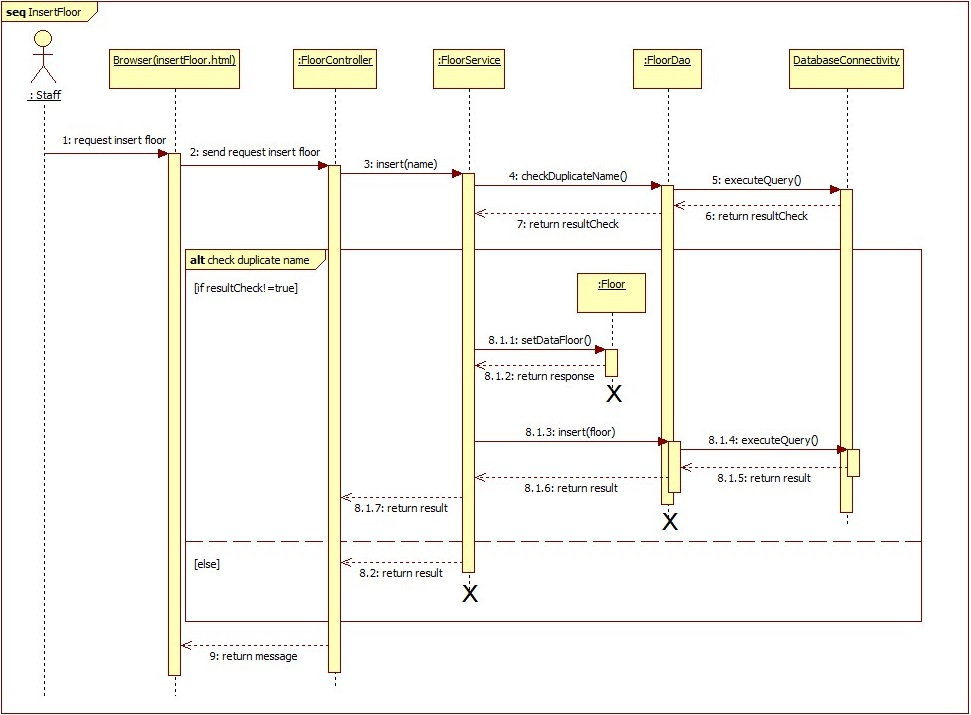 seq InsertFloor
: Staff
Browser(insertFloor.html)
:FloorController
:FloorService
:FloorDao
DatabaseConnectivity
1: request insert floor
2: send request insert floor
3: insert(name)
4: checkDuplicateName()
5: executeQuery()
6: return resultCheck
7: return resultCheck
alt check duplicate name
[if resultCheck!=true]
:Floor
8.1.1: setDataFloor()
8.1.2: return response
X
8.1.3: insert(floor)
8.1.4: executeQuery()
8.1.5: return result
8.1.6: return result
8.1.7: return result
X
[else]
8.2: return result
X
9: return message